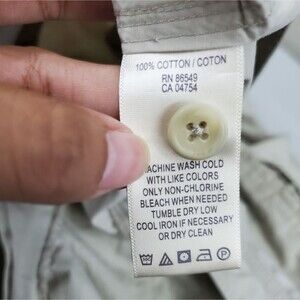 100% COTTON / COTON
RN 86549
CA 04754
MACHINE WASH COLD
WITH LIKE COLORS
ONLY NON-CHLORINE
BLEACH WHEN NEEDED
TUMBLE DRY LOW
COOL IRON IF NECESSARY
OR DRY CLEAN